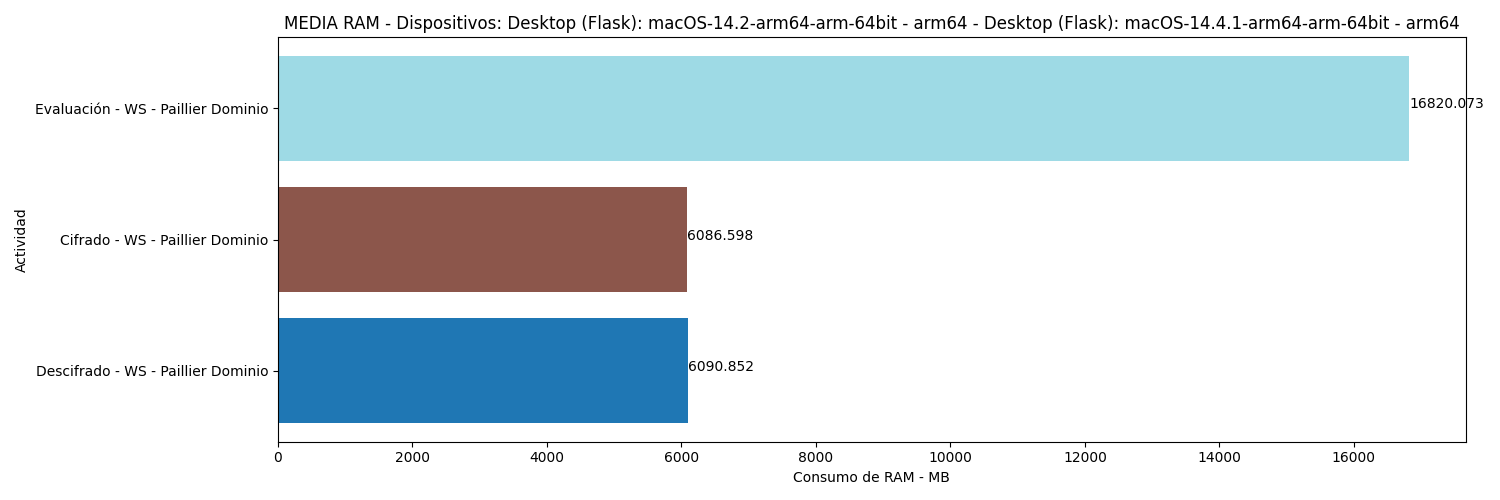 MEDIA RAM - Dispositivos: Desktop (Flask): macOS-14.2-arm64-arm-64bit - arm64 - Desktop (Flask): macOS-14.4.1-arm64-arm-64bit - arm64
Evaluación - WS - Paillier Dominio
16820.073
Cifrado - WS - Paillier Dominio
6086.598
Descifrado - WS - Paillier Dominio
6090.852
Actividad
0 2000 4000 6000 8000 10000 12000 14000 16000
Consumo de RAM - MB